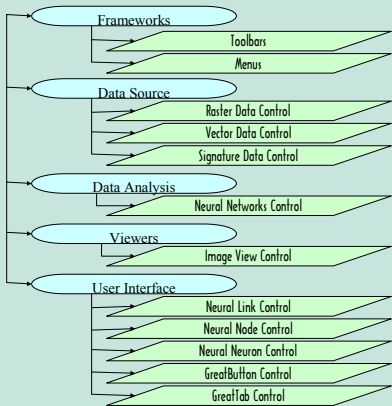 Frameworks
Toolbars
Menus
Data Source
Raster Data Control
Vector Data Control
Signature Data Control
Data Analysis
Neural Networks Control
Viewers
Image View Control
User Interface
Neural Link Control
Neural Node Control
Neural Neuron Control
GreatButton Control
GreatTab Control